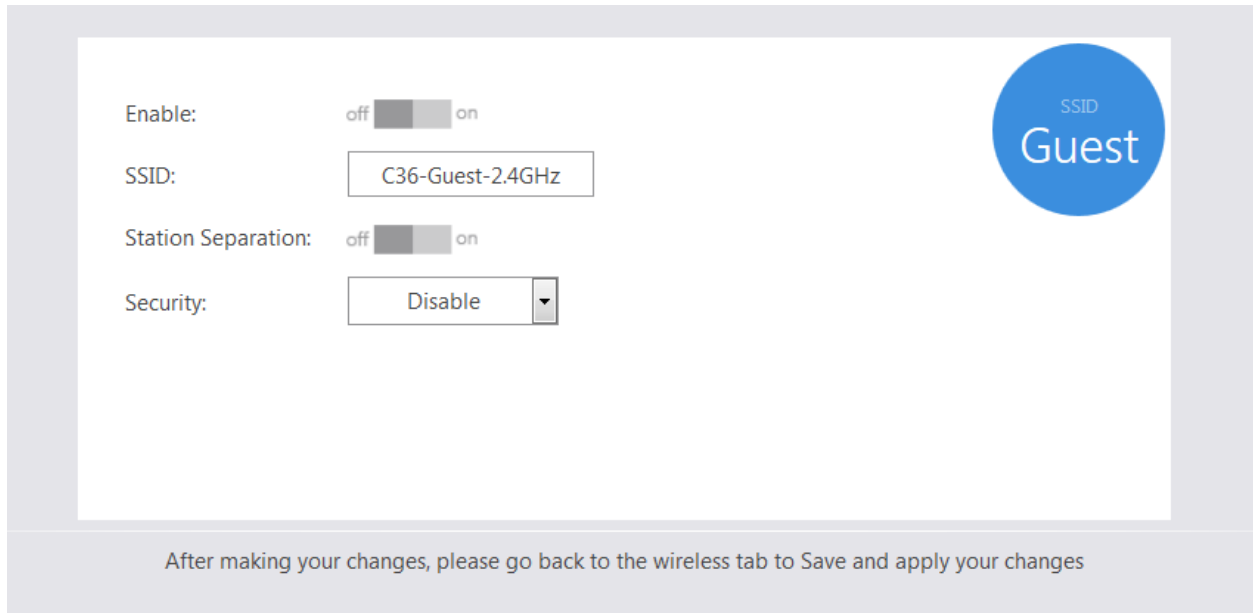 SSID
Guest
Enable: off on
SSID: C36-Guest-2.4GHz
Station Separation: off on
Security: Disable
After making your changes, please go back to the wireless tab to Save and apply your changes